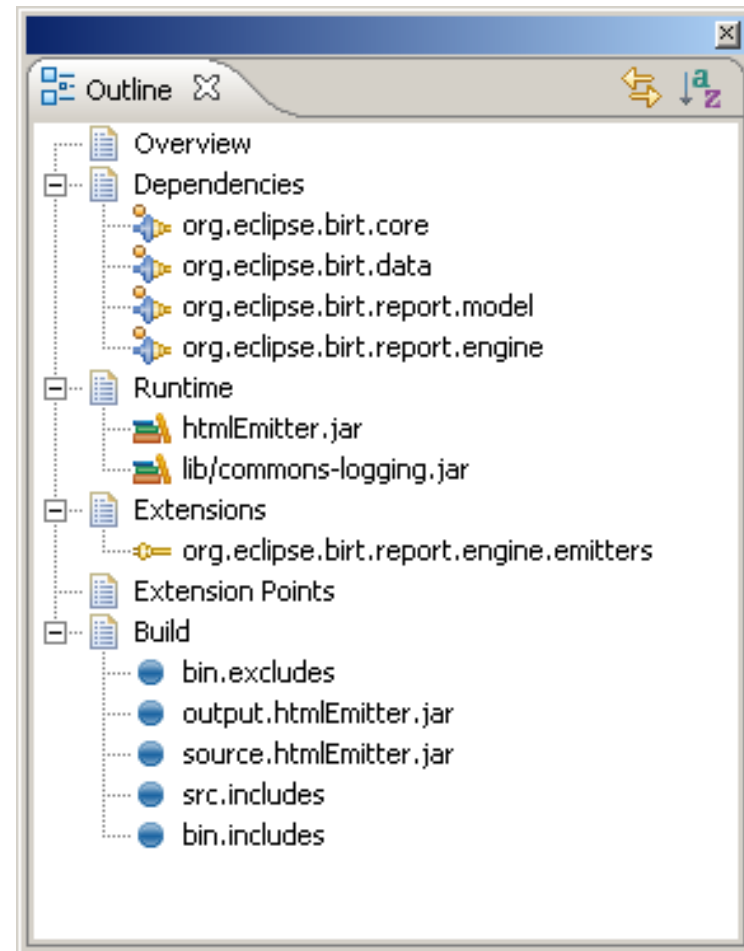 Outline
a
z
Overview
Dependencies
org.eclipse.birt.core
org.eclipse.birt.data
org.eclipse.birt.report.model
org.eclipse.birt.report.engine
Runtime
htmlEmitter.jar
lib/commons-logging.jar
Extensions
org.eclipse.birt.report.engine.emitters
Extension Points
Build
bin.excludes
output.htmlEmitter.jar
source.htmlEmitter.jar
src.includes
bin.includes